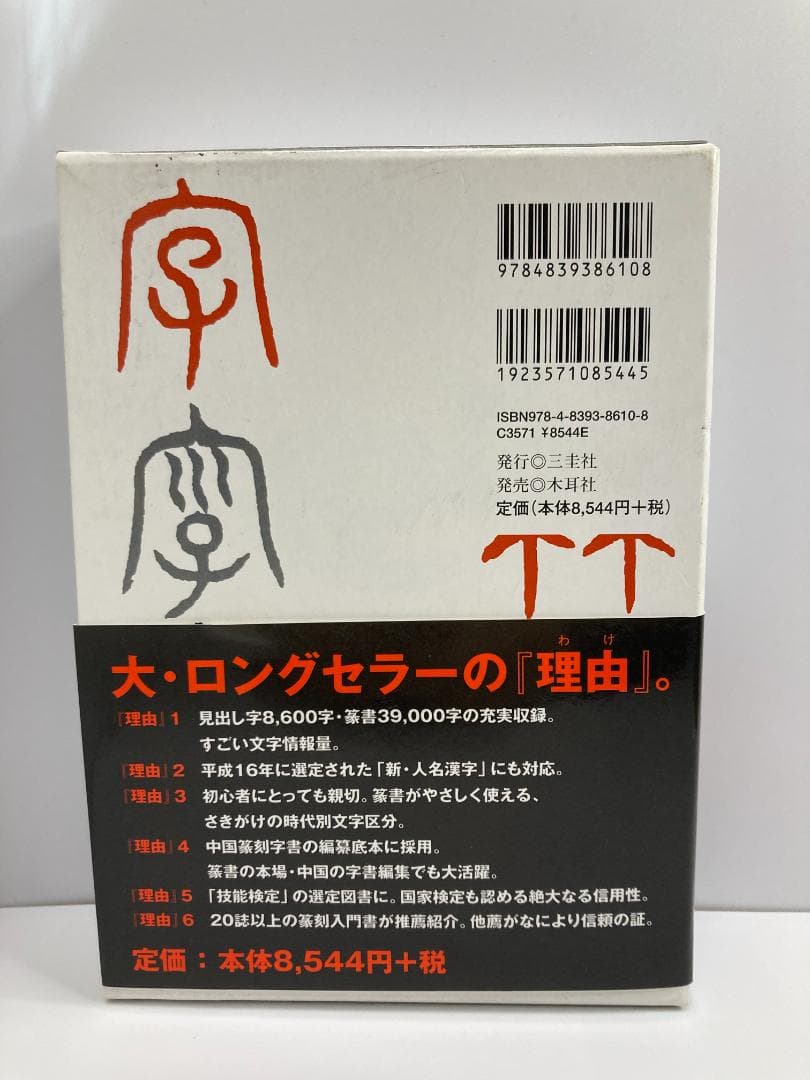 字
9784839386108
1923571085445
ISBN978-4-8393-8610-8
C3571 ¥8544E
発行◎三圭社
発売◎木耳社
定価(本体8,544円+税)
字
大・ロングセラーの『理由』。
わけ
『理由』1 見出し字8,600字・篆書39,000字の充実収録。
すごい文字情報量。
『理由』2 平成16年に選定された「新・人名漢字」にも対応。
『理由』3 初心者にとっても親切。篆書がやさしく使える、
さきがけの時代別文字区分。
『理由』4 中国篆刻字書の編纂底本に採用。
篆書の本場・中国の字書編集でも大活躍。
『理由』5 「技能検定」の選定図書に。国家検定も認める絶大なる信用性。
『理由』6 20誌以上の篆刻入門書が推薦紹介。他薦がなにより信頼の証。
定価：本体8,544円+税